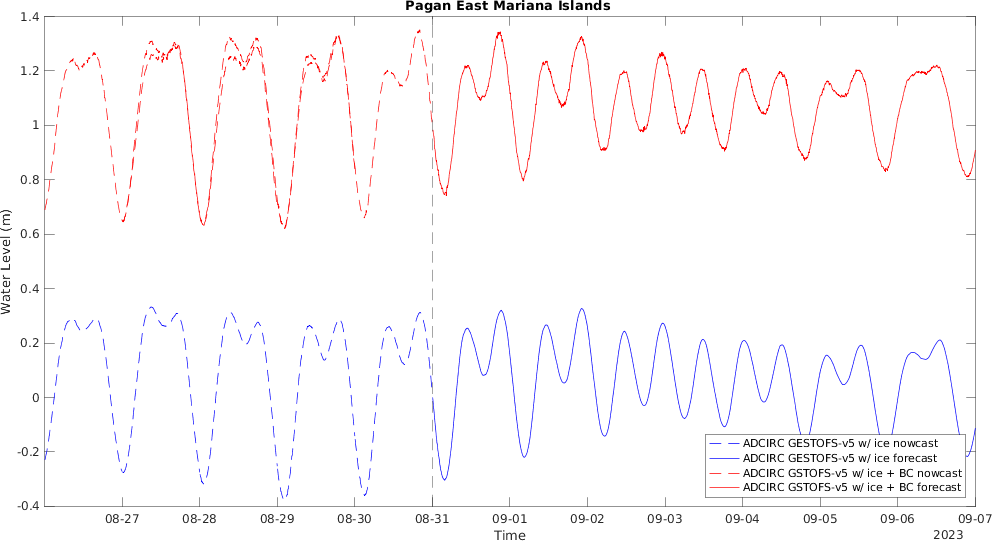 Pagan East Mariana Islands
Water Level (m)
1.4
1.2
1
0.8
0.6
0.4
0.2
0
-0.2
-0.4
ADCIRC GESTOFS-v5 w/ ice nowcast
ADCIRC GESTOFS-v5 w/ ice forecast
ADCIRC GSTOFS-v5 w/ ice + BC nowcast
ADCIRC GSTOFS-v5 w/ ice + BC forecast
08-27 08-28 08-29 08-30 08-31 09-01 09-02 09-03 09-04 09-05 09-06 09-07
Time
2023